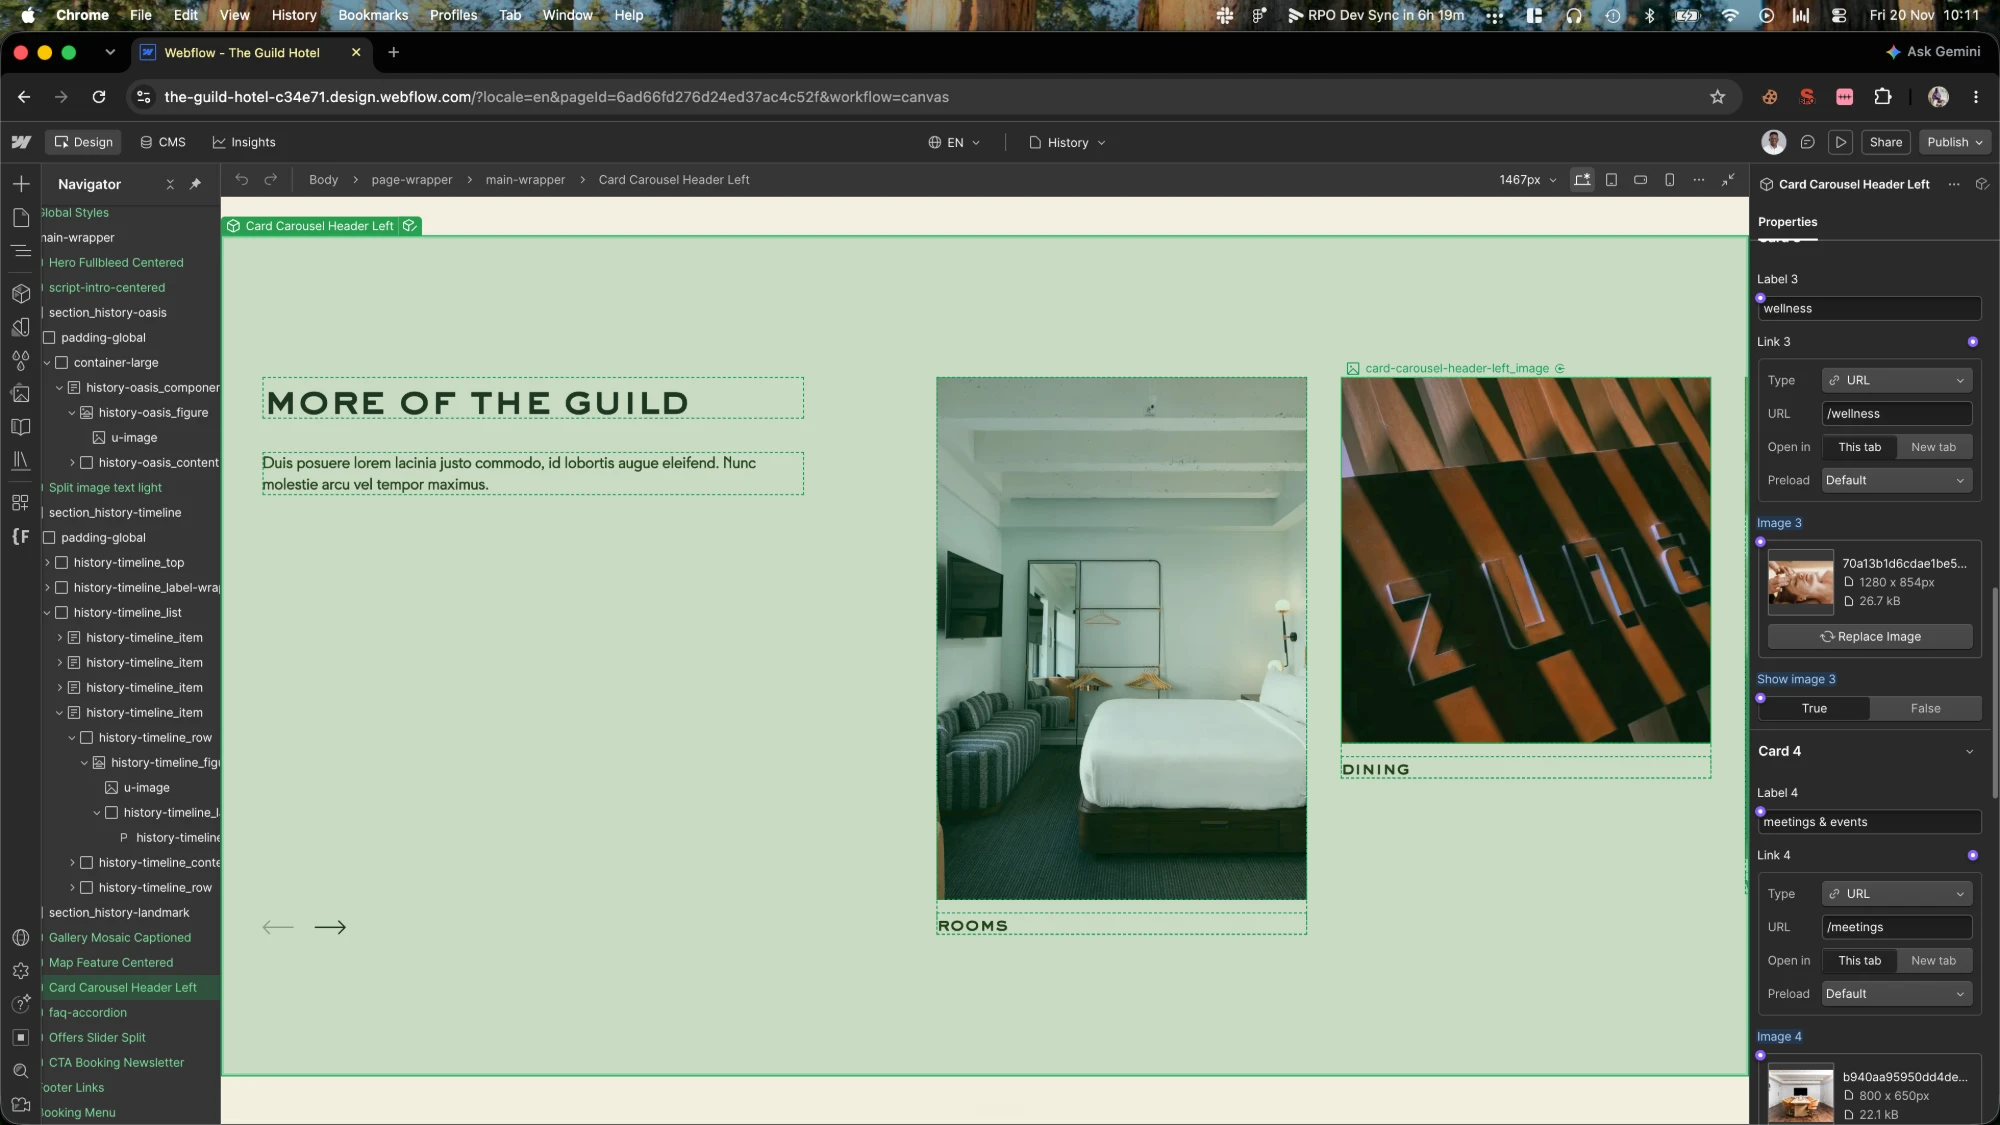 Chrome File Edit View History Bookmarks Profiles Tab Window Help
RPO Dev Sync in 6h 19m
Fri 20 Nov 10:11
Webflow - The Guild Hotel
Ask Gemini
the-guild-hotel-c34e71.design.webflow.com/?locale=en&pageId=6ad66fd276d24ed37ac4c52f&workflow=canvas
Design CMS Insights
EN
History
Share
Publish
Navigator
Body > page-wrapper > main-wrapper > Card Carousel Header Left
1467px
Global Styles
main-wrapper
Hero Fullbleed Centered
script-intro-centered
section_history-oasis
padding-global
container-large
history-oasis_componen
history-oasis_figure
u-image
history-oasis_content
Split image text light
section_history-timeline
padding-global
history-timeline_top
history-timeline_label-wrap
history-timeline_list
history-timeline_item
history-timeline_item
history-timeline_item
history-timeline_item
history-timeline_row
history-timeline_figu
u-image
history-timeline_l
P history-timeline
history-timeline_conte
history-timeline_row
section_history-landmark
Gallery Mosaic Captioned
Map Feature Centered
Card Carousel Header Left
faq-accordion
Offers Slider Split
CTA Booking Newsletter
Footer Links
Booking Menu
Card Carousel Header Left
MORE OF THE GUILD
Duis posuere lorem lacinia justo commodo, id lobortis augue eleifend. Nunc
molestie arcu vel tempor maximus.
ROOMS
card-carousel-header-left_image
DINING
Card Carousel Header Left
Properties
Label 3
wellness
Link 3
Type URL
URL /wellness
Open in This tab New tab
Preload Default
Image 3
70a13b1d6cdae1be5...
1280 x 854px
26.7 kB
Replace Image
Show image 3
True False
Card 4
Label 4
meetings & events
Link 4
Type URL
URL /meetings
Open in This tab New tab
Preload Default
Image 4
b940aa95950dd4de...
800 x 650px
22.1 kB